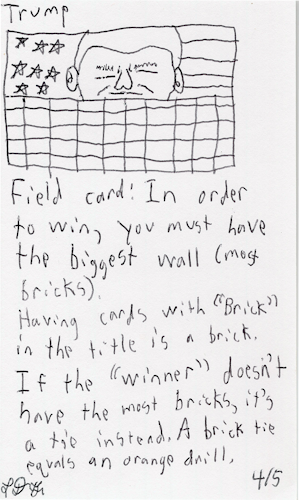 Trump
Field card: In order
to win, you must have
the biggest wall (most
bricks).
Having cards with "Brick"
in the title is a brick.
If the "winner" doesn't
have the most bricks, it's
a tie instead. A brick tie
equals an orange drill.
4/5